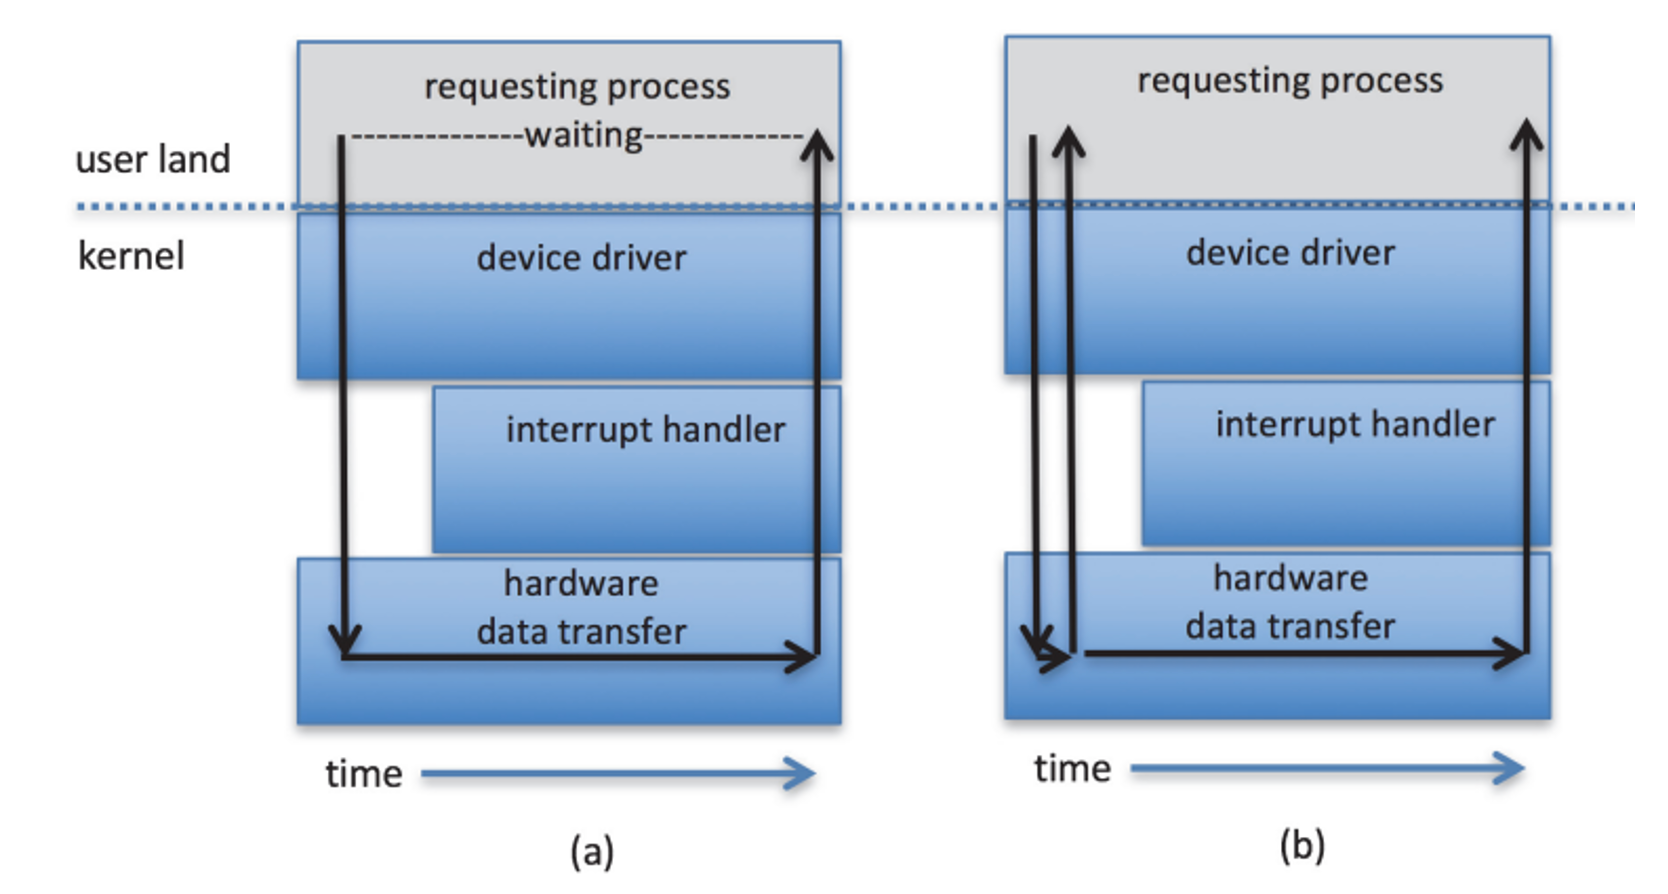 requesting process
-------------waiting------------
user land
kernel
device driver
interrupt handler
hardware
data transfer
time
(a)
requesting process
device driver
interrupt handler
hardware
data transfer
time
(b)